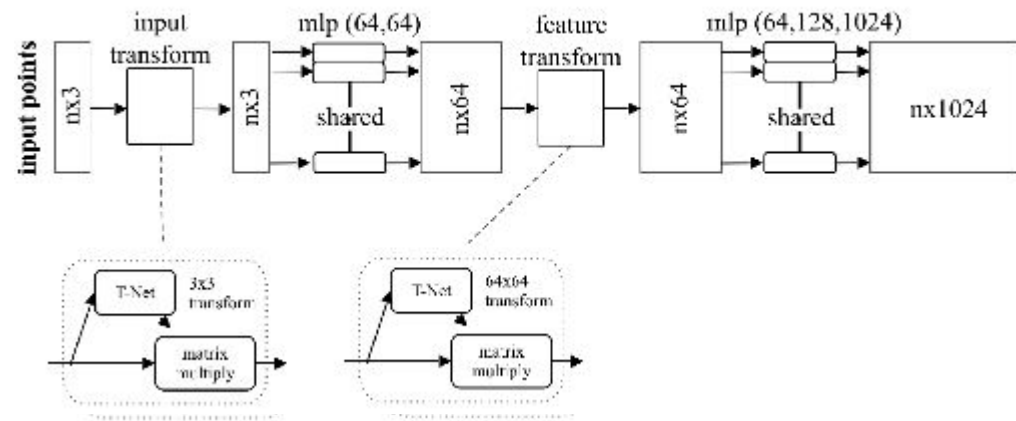 input points
nx3
input
transform
nx3
mlp (64,64)
shared
nx64
feature
transform
nx64
mlp (64,128,1024)
shared
nx1024
T-Net
3x3
transform
matrix
multiply
T-Net
64x64
transform
matrix
multiply